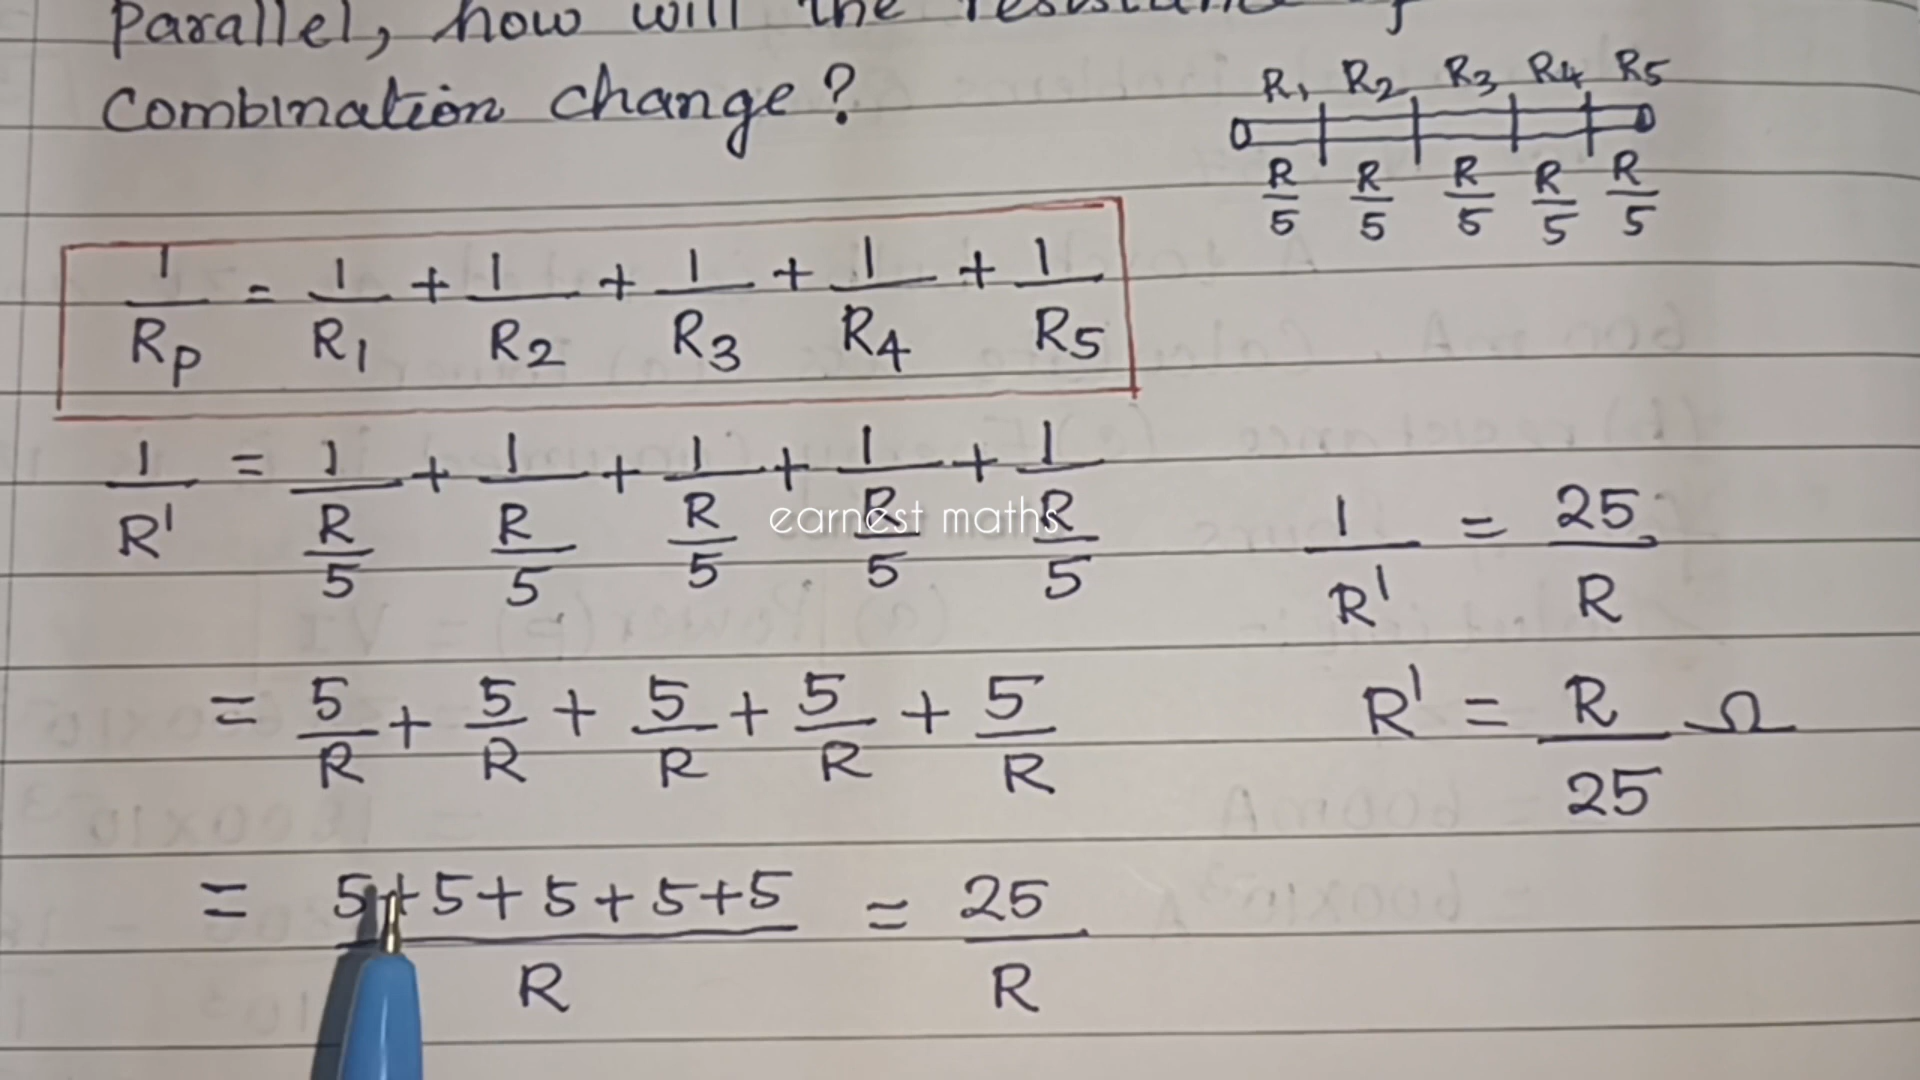 Parallel, how will the resistance of
Combination change?
R1 R2 R3 R4 R5
R/5 R/5 R/5 R/5 R/5
1/Rp = 1/R1 + 1/R2 + 1/R3 + 1/R4 + 1/R5
1/R' = 1/(R/5) + 1/(R/5) + 1/(R/5) + 1/(R/5) + 1/(R/5)
earnest maths
= 5/R + 5/R + 5/R + 5/R + 5/R
= (5+5+5+5+5)/R = 25/R
1/R' = 25/R
R' = R/25 Ω